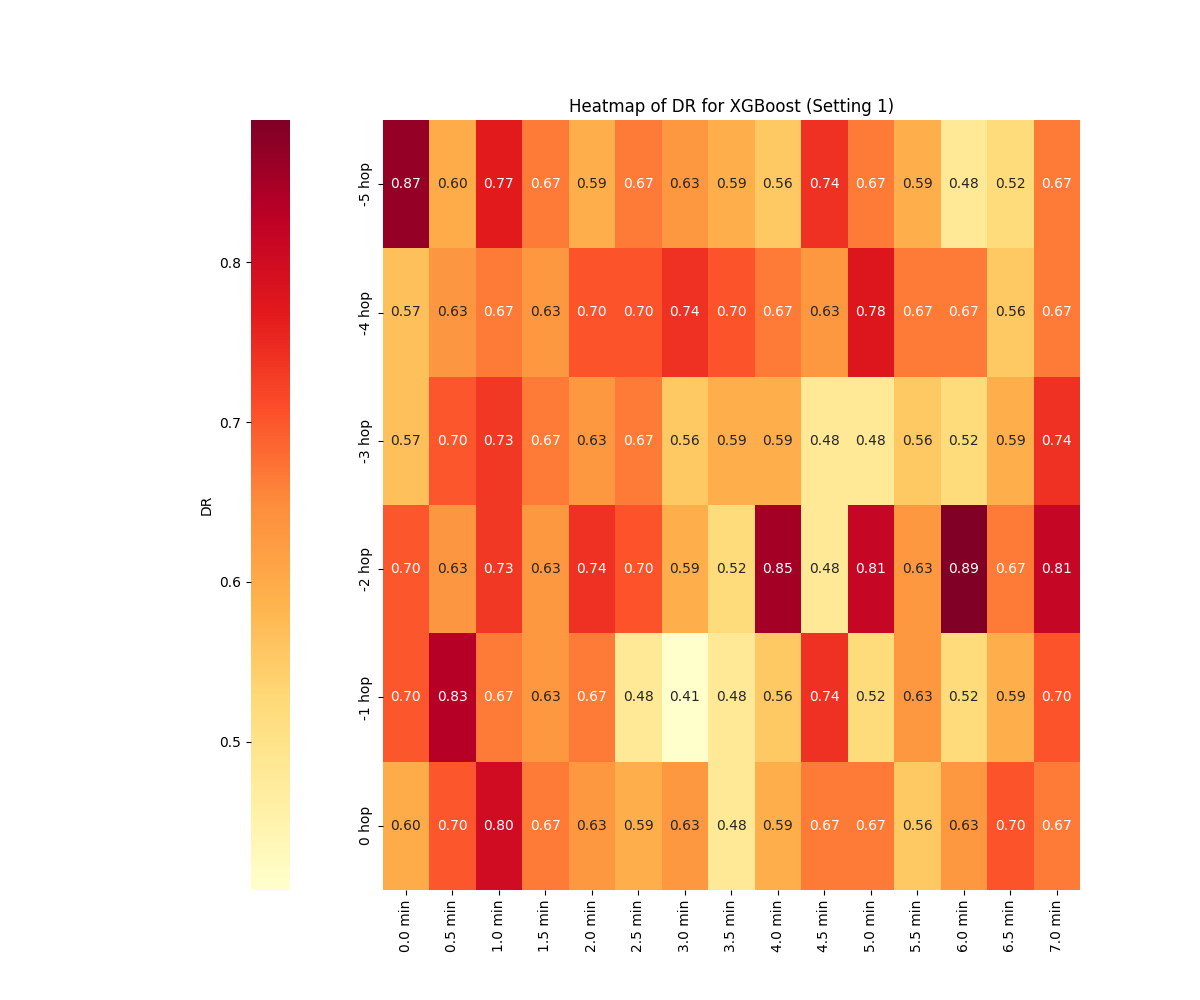 Heatmap of DR for XGBoost (Setting 1)
DR
0.8
0.7
0.6
0.5
-5 hop 0.87 0.60 0.77 0.67 0.59 0.67 0.63 0.59 0.56 0.74 0.67 0.59 0.48 0.52 0.67
-4 hop 0.57 0.63 0.67 0.63 0.70 0.70 0.74 0.70 0.67 0.63 0.78 0.67 0.67 0.56 0.67
-3 hop 0.57 0.70 0.73 0.67 0.63 0.67 0.56 0.59 0.59 0.48 0.48 0.56 0.52 0.59 0.74
-2 hop 0.70 0.63 0.73 0.63 0.74 0.70 0.59 0.52 0.85 0.48 0.81 0.63 0.89 0.67 0.81
-1 hop 0.70 0.83 0.67 0.63 0.67 0.48 0.41 0.48 0.56 0.74 0.52 0.63 0.52 0.59 0.70
0 hop 0.60 0.70 0.80 0.67 0.63 0.59 0.63 0.48 0.59 0.67 0.67 0.56 0.63 0.70 0.67
0.0 min 0.5 min 1.0 min 1.5 min 2.0 min 2.5 min 3.0 min 3.5 min 4.0 min 4.5 min 5.0 min 5.5 min 6.0 min 6.5 min 7.0 min